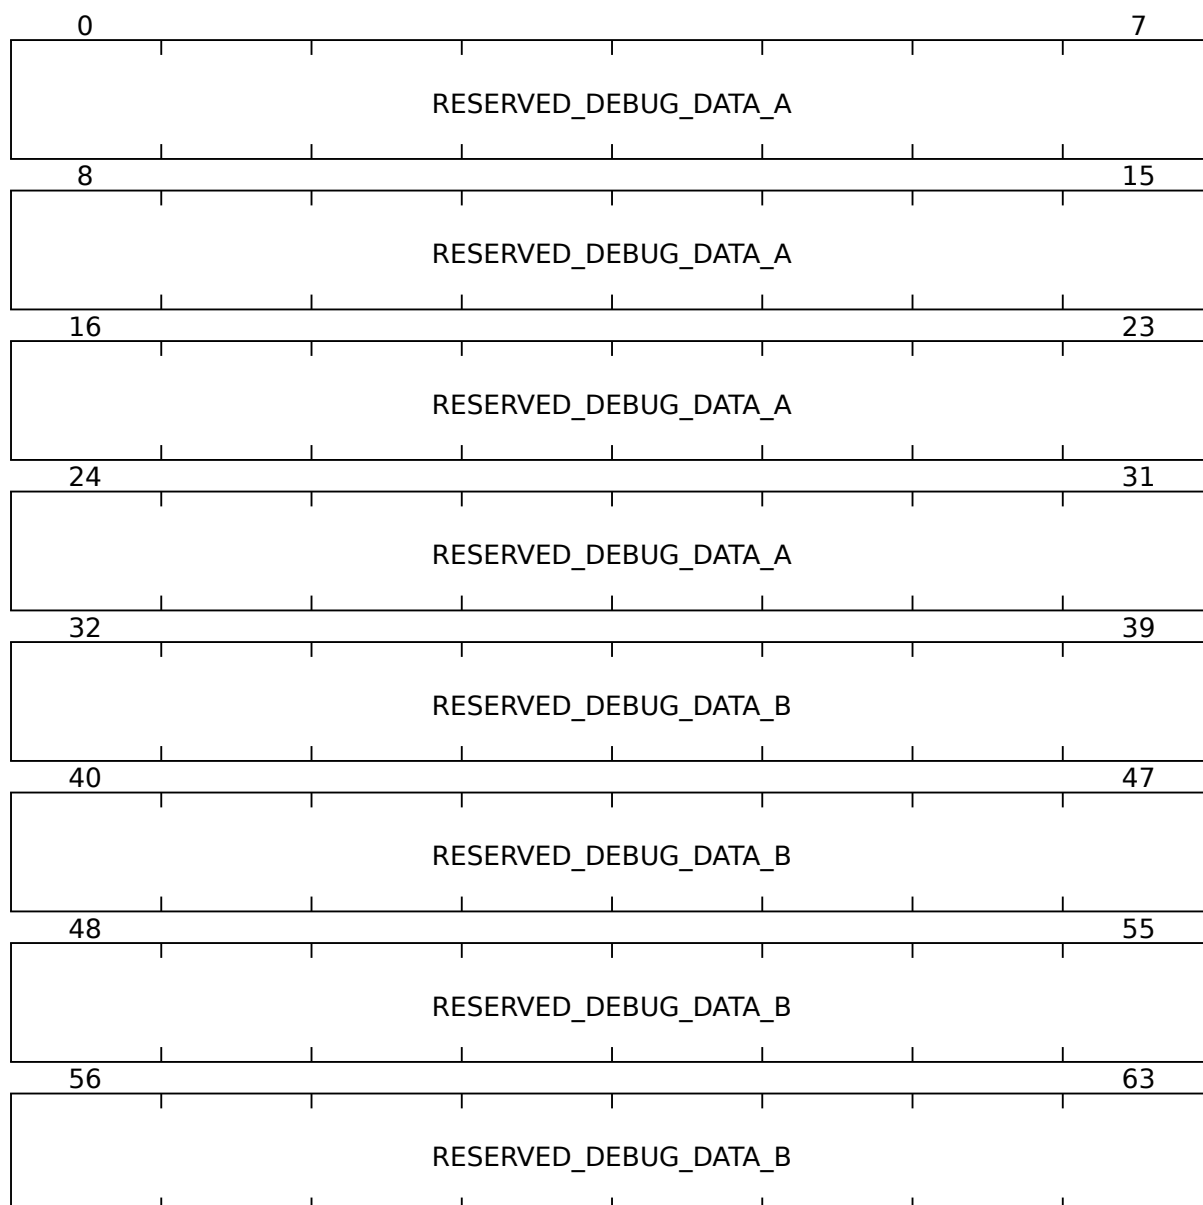 0 7
RESERVED_DEBUG_DATA_A
8 15
RESERVED_DEBUG_DATA_A
16 23
RESERVED_DEBUG_DATA_A
24 31
RESERVED_DEBUG_DATA_A
32 39
RESERVED_DEBUG_DATA_B
40 47
RESERVED_DEBUG_DATA_B
48 55
RESERVED_DEBUG_DATA_B
56 63
RESERVED_DEBUG_DATA_B